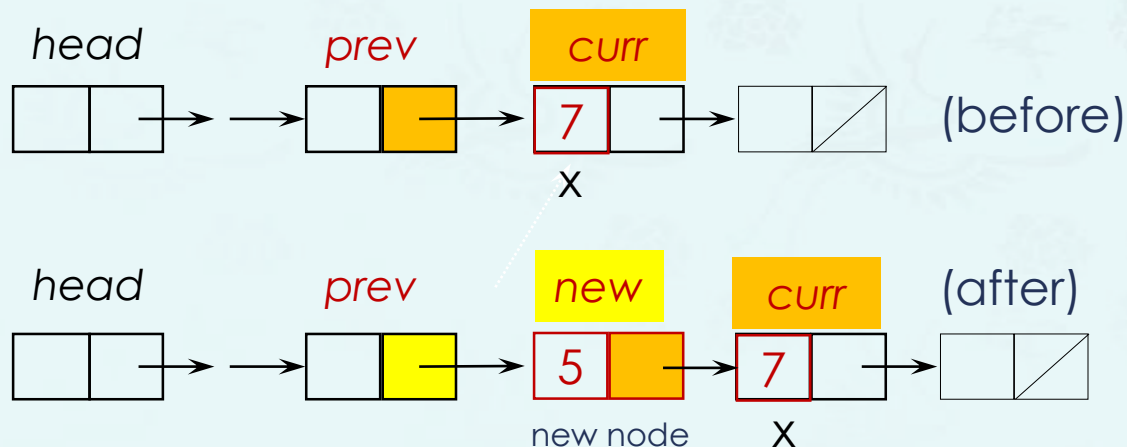 head prev curr
7 (before)
x
head prev new curr (after)
5 7
new node x